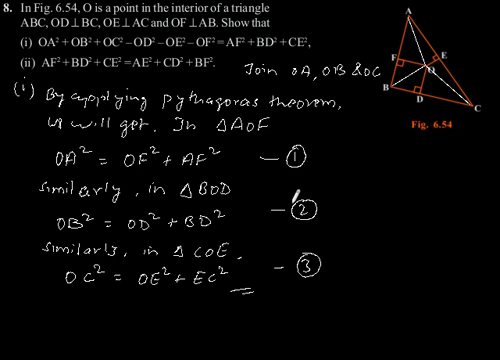 8. In Fig. 6.54, O is a point in the interior of a triangle
ABC, OD ⊥ BC, OE ⊥ AC and OF ⊥ AB. Show that
(i) OA² + OB² + OC² – OD² – OE² – OF² = AF² + BD² + CE²,
(ii) AF² + BD² + CE² = AE² + CD² + BF².
Join OA, OB & OC
A
F
E
O
B
D
C
Fig. 6.54
(i) By applying pythagoras theorem,
we will get. In △AOF
OA² = OF² + AF² — ①
Similarly, in △BOD
OB² = OD² + BD² — ②
Similarly, in △COE.
OC² = OE² + EC² — ③